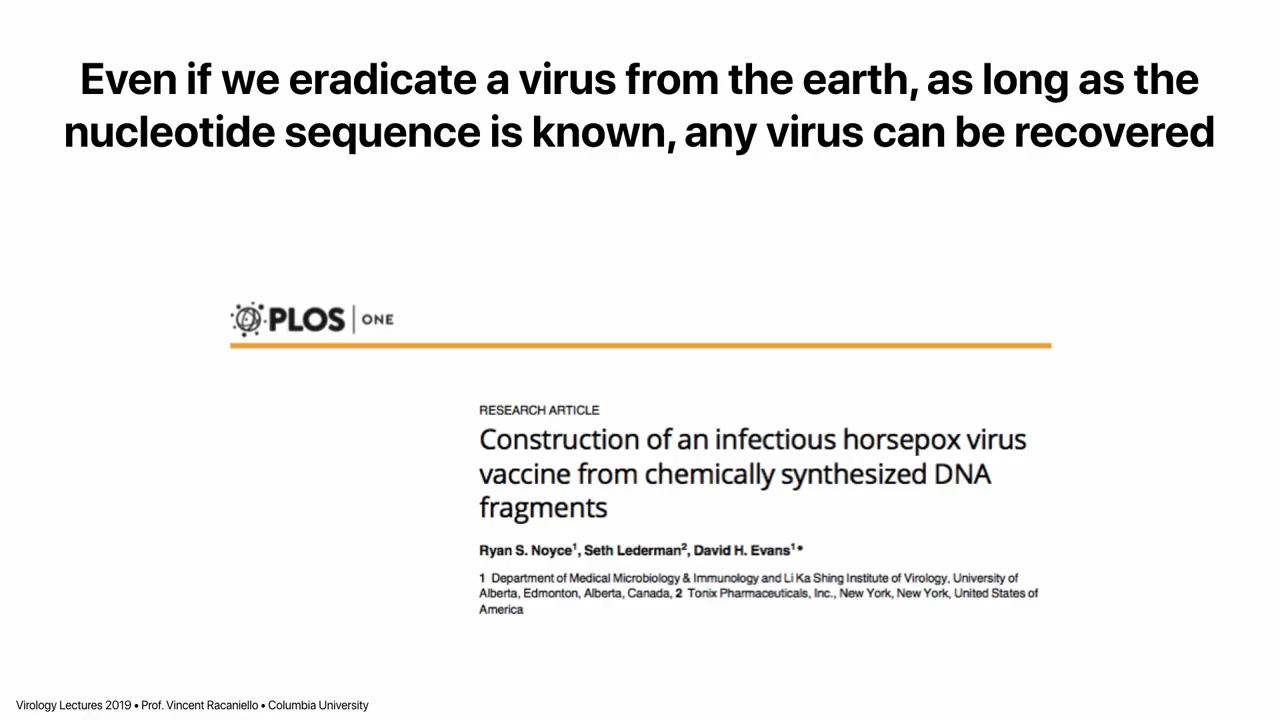 Even if we eradicate a virus from the earth, as long as the
nucleotide sequence is known, any virus can be recovered
PLOS | ONE
RESEARCH ARTICLE
Construction of an infectious horsepox virus
vaccine from chemically synthesized DNA
fragments
Ryan S. Noyce¹, Seth Lederman², David H. Evans¹*
1 Department of Medical Microbiology & Immunology and Li Ka Shing Institute of Virology, University of
Alberta, Edmonton, Alberta, Canada, 2 Tonix Pharmaceuticals, Inc., New York, New York, United States of
America
Virology Lectures 2019 • Prof. Vincent Racaniello • Columbia University